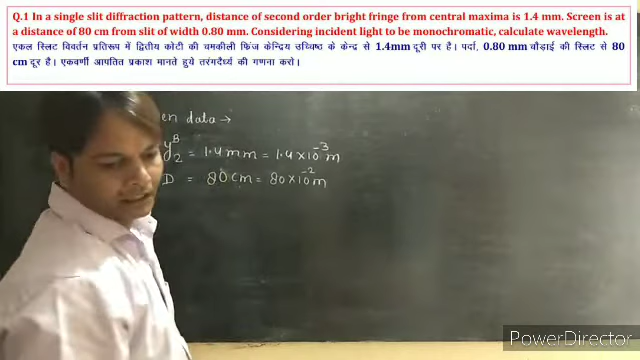 Q.1 In a single slit diffraction pattern, distance of second order bright fringe from central maxima is 1.4 mm. Screen is at
a distance of 80 cm from slit of width 0.80 mm. Considering incident light to be monochromatic, calculate wavelength.
एकल स्लिट विवर्तन प्रतिरूप में द्वितीय कोटी की चमकीली फ्रिंज केन्द्रिय उच्चिष्ठ के केन्द्र से 1.4mm दूरी पर है। पर्दा, 0.80 mm चौड़ाई की स्लिट से 80
cm दूर है। एकवर्णी आपतित प्रकाश मानते हुये तरंगदैर्ध्य की गणना करो।
en data →
y₂ᴮ = 1.4 mm = 1.4 × 10⁻³ m
D = 80 cm = 80 × 10⁻² m
PowerDirector